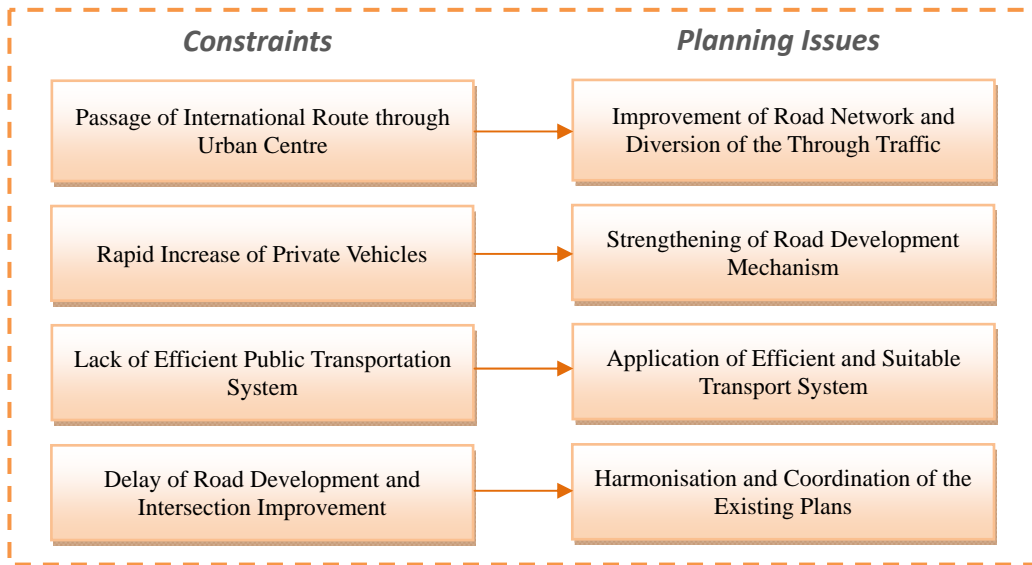 Constraints
Planning Issues
Passage of International Route through
Urban Centre
Improvement of Road Network and
Diversion of the Through Traffic
Rapid Increase of Private Vehicles
Strengthening of Road Development
Mechanism
Lack of Efficient Public Transportation
System
Application of Efficient and Suitable
Transport System
Delay of Road Development and
Intersection Improvement
Harmonisation and Coordination of the
Existing Plans